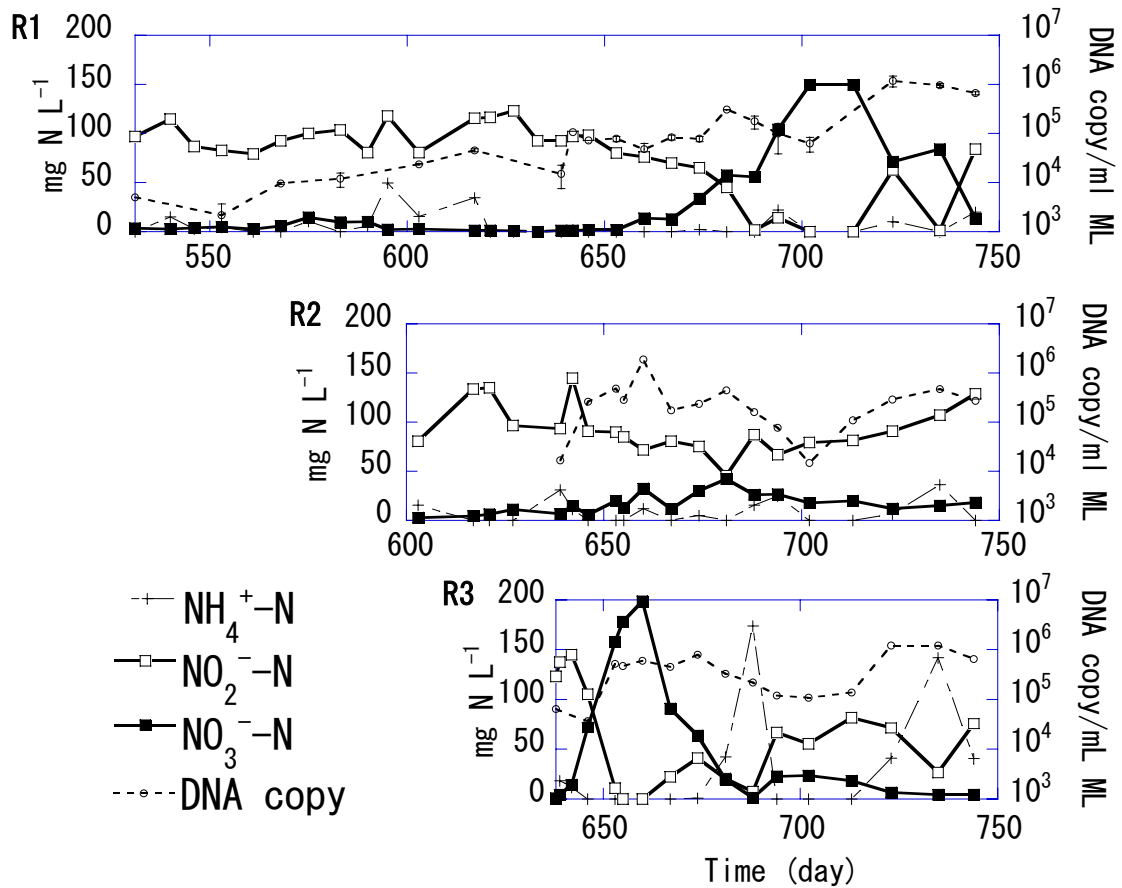 R1
200
150
100
50
0
mg N L⁻¹
10⁷
10⁶
10⁵
10⁴
10³
DNA copy/ml ML
550 600 650 700 750
R2
200
150
100
50
0
mg N L⁻¹
10⁷
10⁶
10⁵
10⁴
10³
DNA copy/ml ML
600 650 700 750
R3
200
150
100
50
0
mg N L⁻¹
10⁷
10⁶
10⁵
10⁴
10³
DNA copy/mL ML
650 700 750
Time (day)
NH₄⁺-N
NO₂⁻-N
NO₃⁻-N
DNA copy